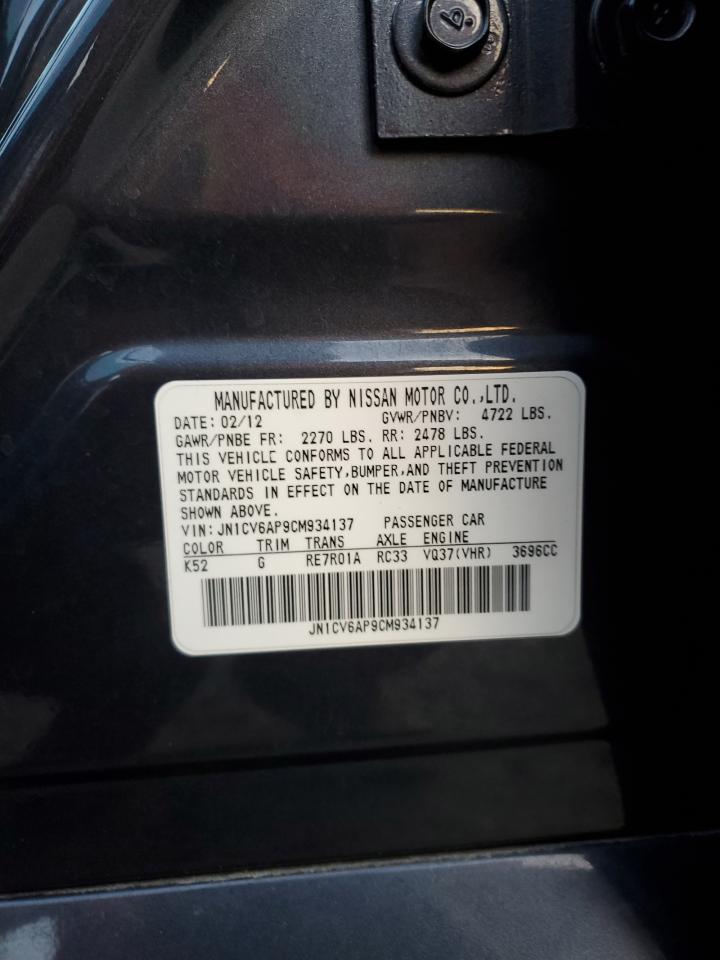 MANUFACTURED BY NISSAN MOTOR CO.,LTD.
DATE: 02/12 GVWR/PNBV: 4722 LBS.
GAWR/PNBE FR: 2270 LBS. RR: 2478 LBS.
THIS VEHICLE CONFORMS TO ALL APPLICABLE FEDERAL
MOTOR VEHICLE SAFETY,BUMPER,AND THEFT PREVENTION
STANDARDS IN EFFECT ON THE DATE OF MANUFACTURE
SHOWN ABOVE.
VIN: JN1CV6AP9CM934137 PASSENGER CAR
COLOR TRIM TRANS AXLE ENGINE
K52 G RE7R01A RC33 VQ37(VHR) 3696CC
JN1CV6AP9CM934137